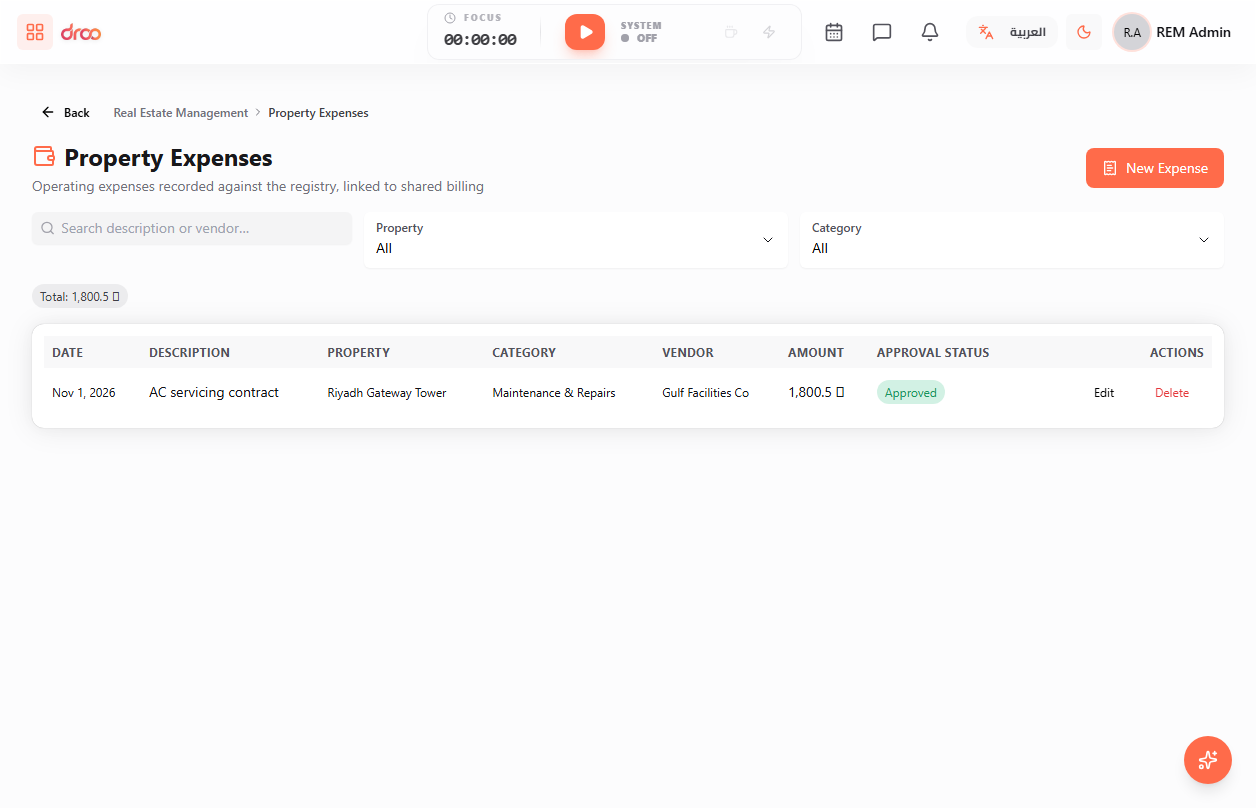 droo
FOCUS
00:00:00
SYSTEM
OFF
العربية
R.A
REM Admin
Back
Real Estate Management
Property Expenses
Property Expenses
Operating expenses recorded against the registry, linked to shared billing
New Expense
Search description or vendor...
Property
All
Category
All
Total: 1,800.5
DATE DESCRIPTION PROPERTY CATEGORY VENDOR AMOUNT APPROVAL STATUS ACTIONS
Nov 1, 2026 AC servicing contract Riyadh Gateway Tower Maintenance & Repairs Gulf Facilities Co 1,800.5 Approved Edit Delete